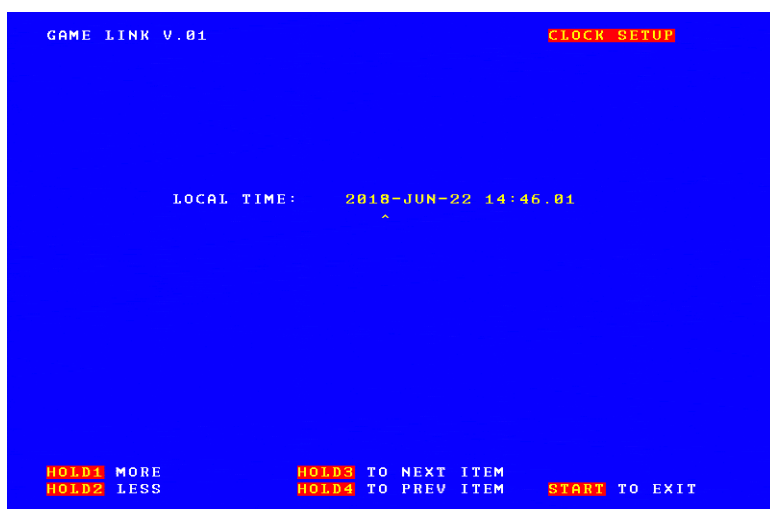 GAME LINK V.01 CLOCK SETUP
LOCAL TIME: 2018-JUN-22 14:46.01
^
HOLD1 MORE HOLD3 TO NEXT ITEM
HOLD2 LESS HOLD4 TO PREV ITEM START TO EXIT